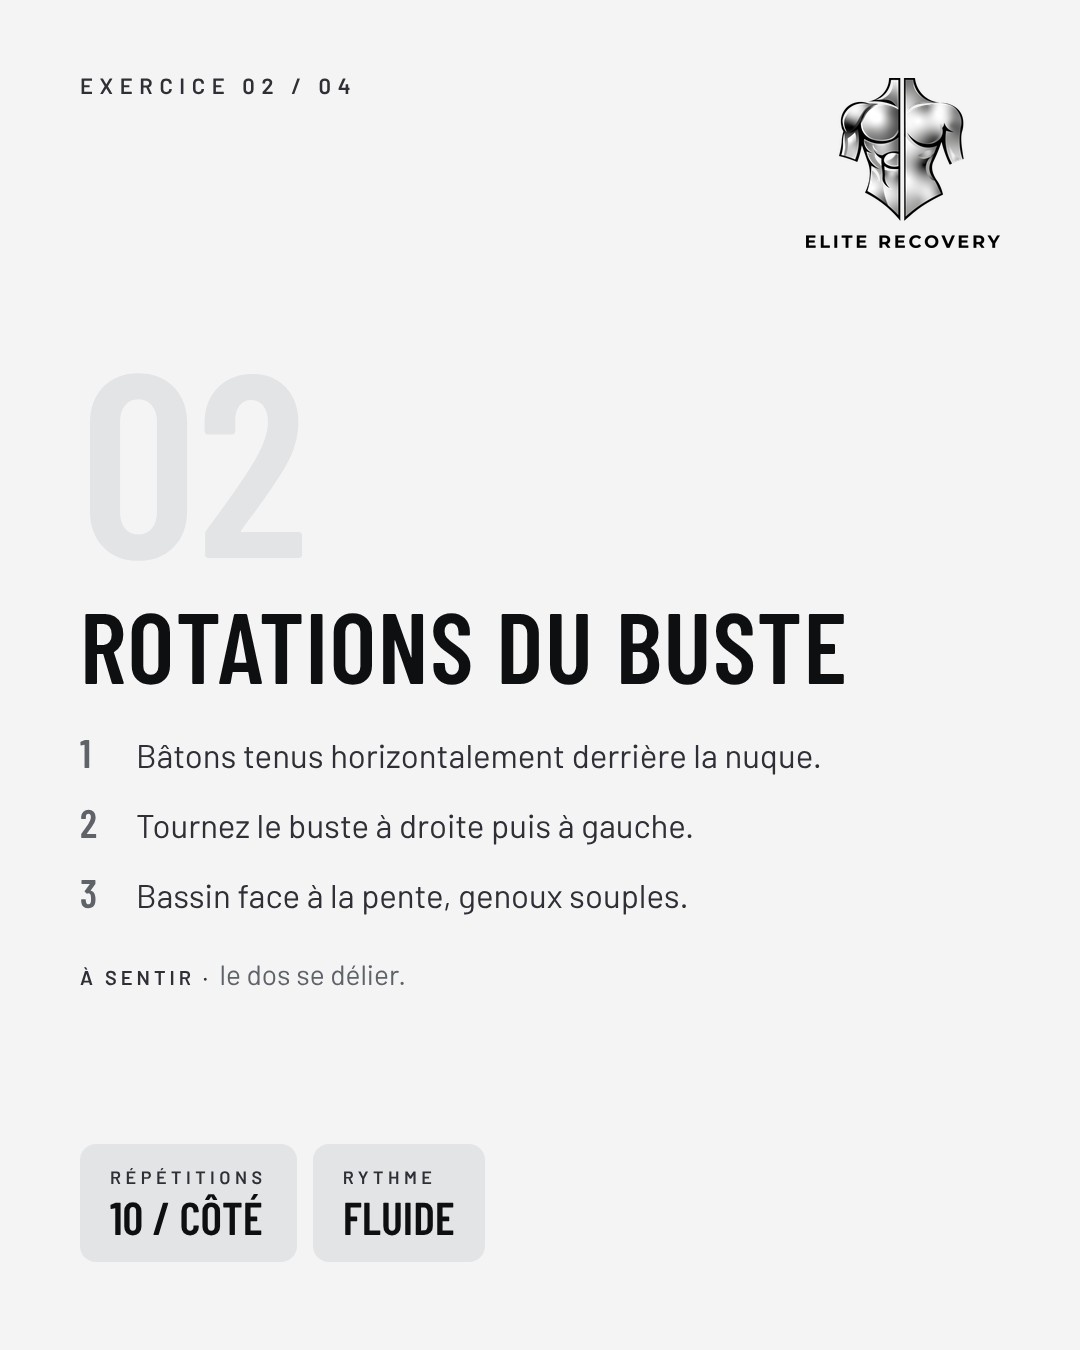 EXERCICE 02 / 04
ELITE RECOVERY
02
ROTATIONS DU BUSTE
1 Bâtons tenus horizontalement derrière la nuque.
2 Tournez le buste à droite puis à gauche.
3 Bassin face à la pente, genoux souples.
À SENTIR · le dos se délier.
RÉPÉTITIONS
10 / CÔTÉ
RYTHME
FLUIDE